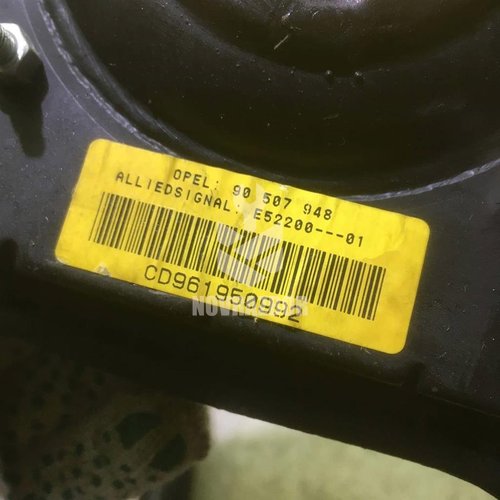 OPEL: 90 507 948
ALLIEDSIGNAL: E52200---01
CD961950992